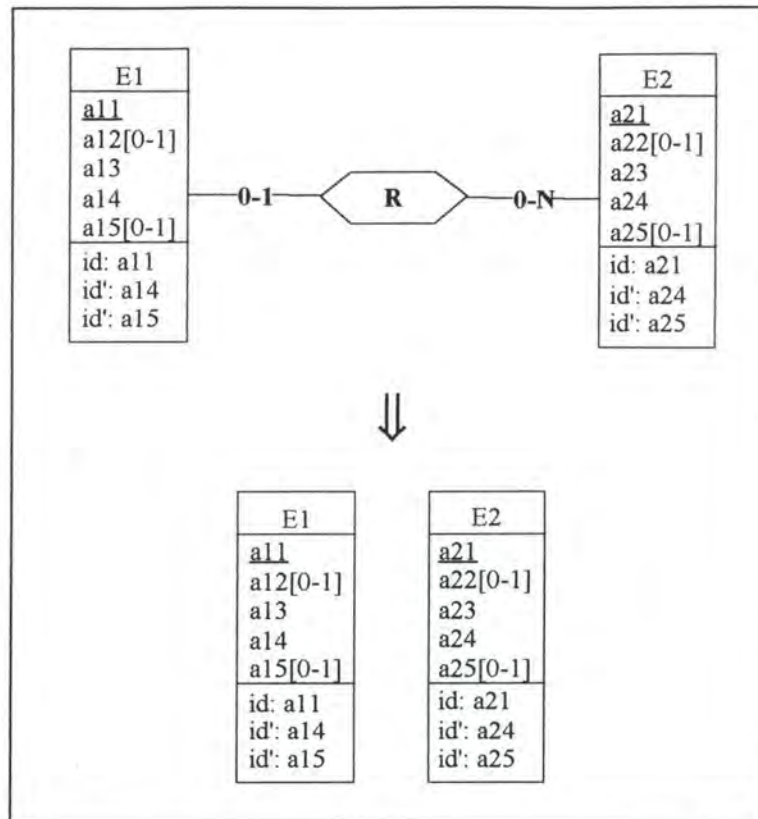 E1
a11
a12[0-1]
a13
a14
a15[0-1]
id: a11
id': a14
id': a15
0-1
R
0-N
E2
a21
a22[0-1]
a23
a24
a25[0-1]
id: a21
id': a24
id': a25
⇓
E1
a11
a12[0-1]
a13
a14
a15[0-1]
id: a11
id': a14
id': a15
E2
a21
a22[0-1]
a23
a24
a25[0-1]
id: a21
id': a24
id': a25